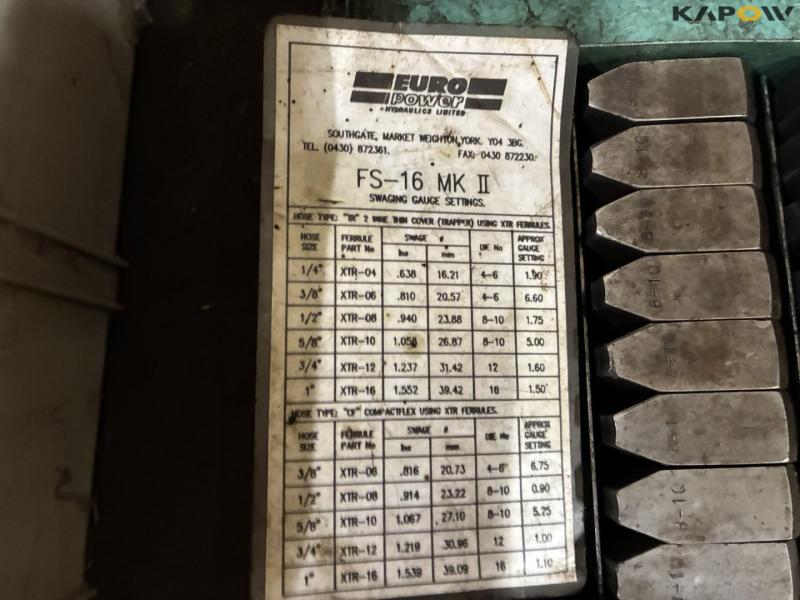 KAPOW
EURO
power
HYDRAULICS LIMITED
SOUTHGATE, MARKET WEIGHTON, YORK. YO4 3BG.
TEL. (0430) 872361. FAX: 0430 872230.
FS-16 MK II
SWAGING GAUGE SETTINGS.
HOSE TYPE: 2 WIRE THIN COVER (TRAPPER) USING XTR FERRULES.
HOSE SIZE FERRULE PART No SWAGE ø Ins mm DIE No APPROX GAUGE SETTING
1/4" XTR-04 .638 16.21 4-6 1.90
3/8" XTR-06 .810 20.57 4-6 6.60
1/2" XTR-08 .940 23.88 8-10 1.75
5/8" XTR-10 1.058 26.87 8-10 5.00
3/4" XTR-12 1.237 31.42 12 1.60
1" XTR-16 1.552 39.42 16 1.50
HOSE TYPE: "CF" COMPACTFLEX USING XTR FERRULES.
HOSE SIZE FERRULE PART No SWAGE ø Ins mm DIE No APPROX GAUGE SETTING
3/8" XTR-06 .816 20.73 4-6 6.75
1/2" XTR-08 .914 23.22 8-10 0.90
5/8" XTR-10 1.067 27.10 8-10 5.25
3/4" XTR-12 1.219 30.96 12 1.00
1" XTR-16 1.539 39.09 16 1.10
8-10
8-10
8-10
8-10
8-10